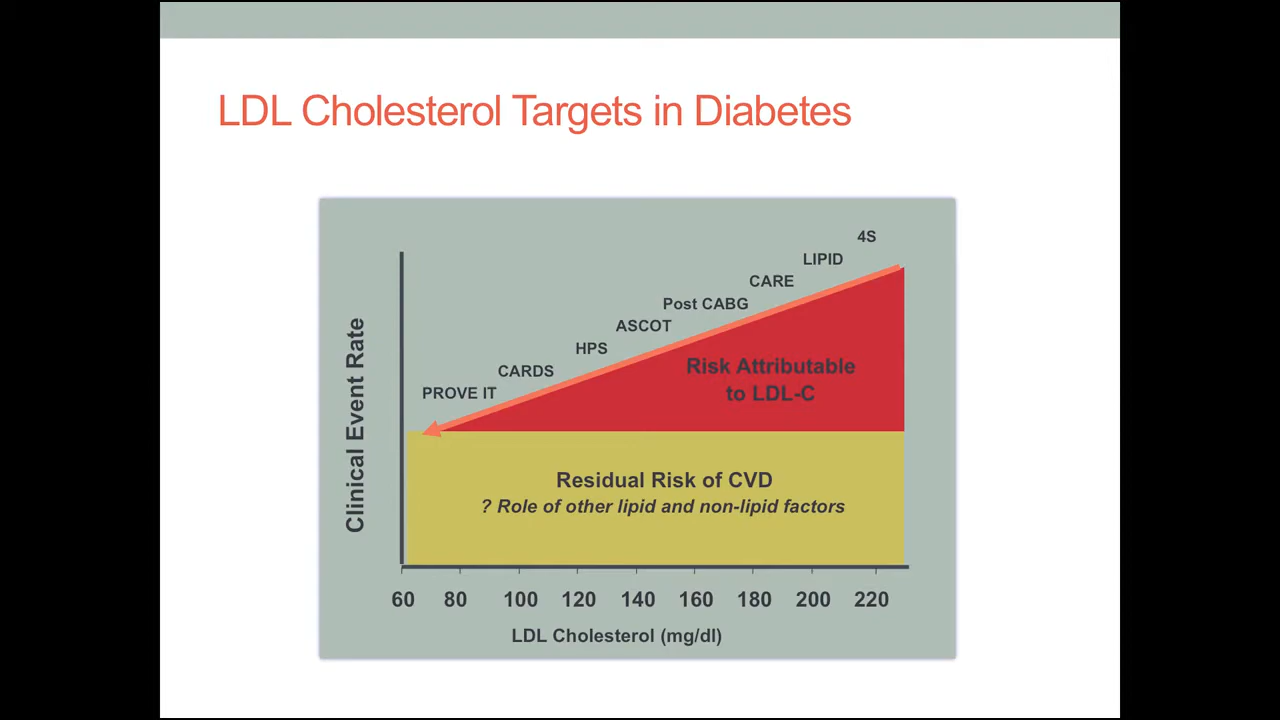 LDL Cholesterol Targets in Diabetes
4S
LIPID
CARE
Post CABG
ASCOT
HPS
CARDS
PROVE IT
Clinical Event Rate
Risk Attributable
to LDL-C
Residual Risk of CVD
? Role of other lipid and non-lipid factors
60 80 100 120 140 160 180 200 220
LDL Cholesterol (mg/dl)